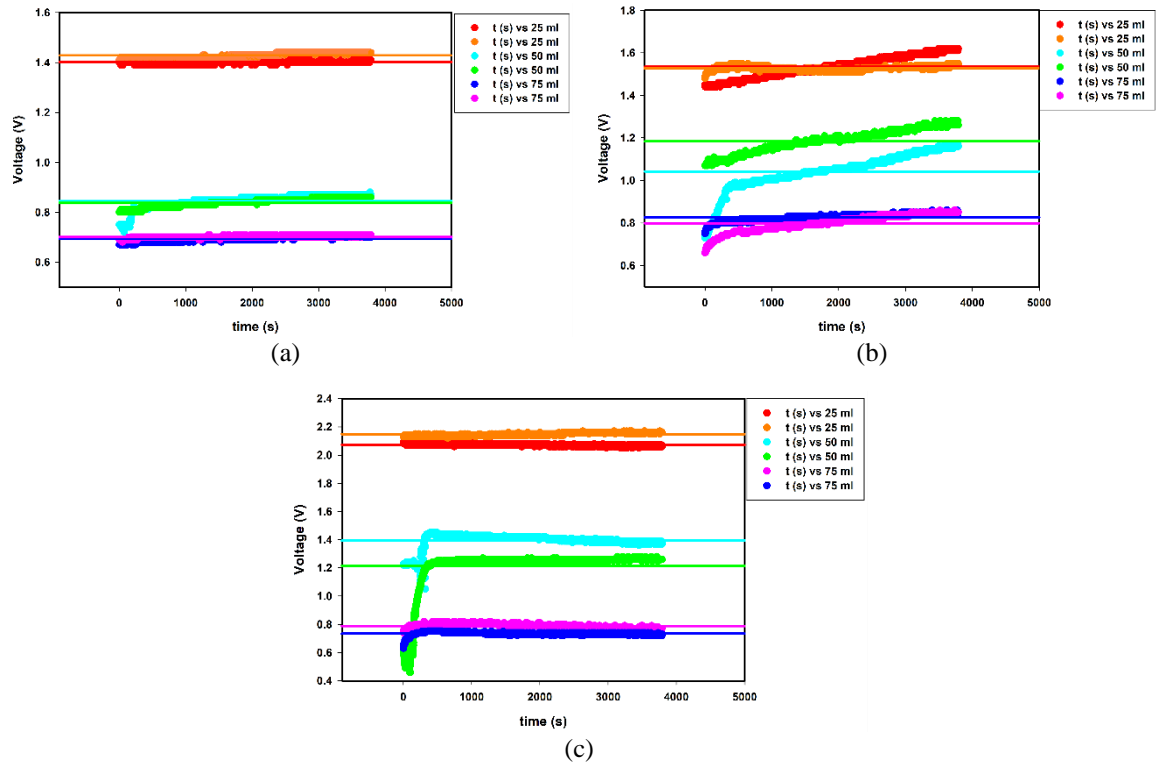 1.6
1.4
1.2
1.0
0.8
0.6
Voltage (V)
0
1000
2000
3000
4000
5000
time (s)
t (s) vs 25 ml
t (s) vs 25 ml
t (s) vs 50 ml
t (s) vs 50 ml
t (s) vs 75 ml
t (s) vs 75 ml
(a)
1.8
1.6
1.4
1.2
1.0
0.8
0.6
Voltage (V)
0
1000
2000
3000
4000
5000
time (s)
t (s) vs 25 ml
t (s) vs 25 ml
t (s) vs 50 ml
t (s) vs 50 ml
t (s) vs 75 ml
t (s) vs 75 ml
(b)
2.4
2.2
2.0
1.8
1.6
1.4
1.2
1.0
0.8
0.6
0.4
Voltage (V)
0
1000
2000
3000
4000
5000
time (s)
t (s) vs 25 ml
t (s) vs 25 ml
t (s) vs 50 ml
t (s) vs 50 ml
t (s) vs 75 ml
t (s) vs 75 ml
(c)